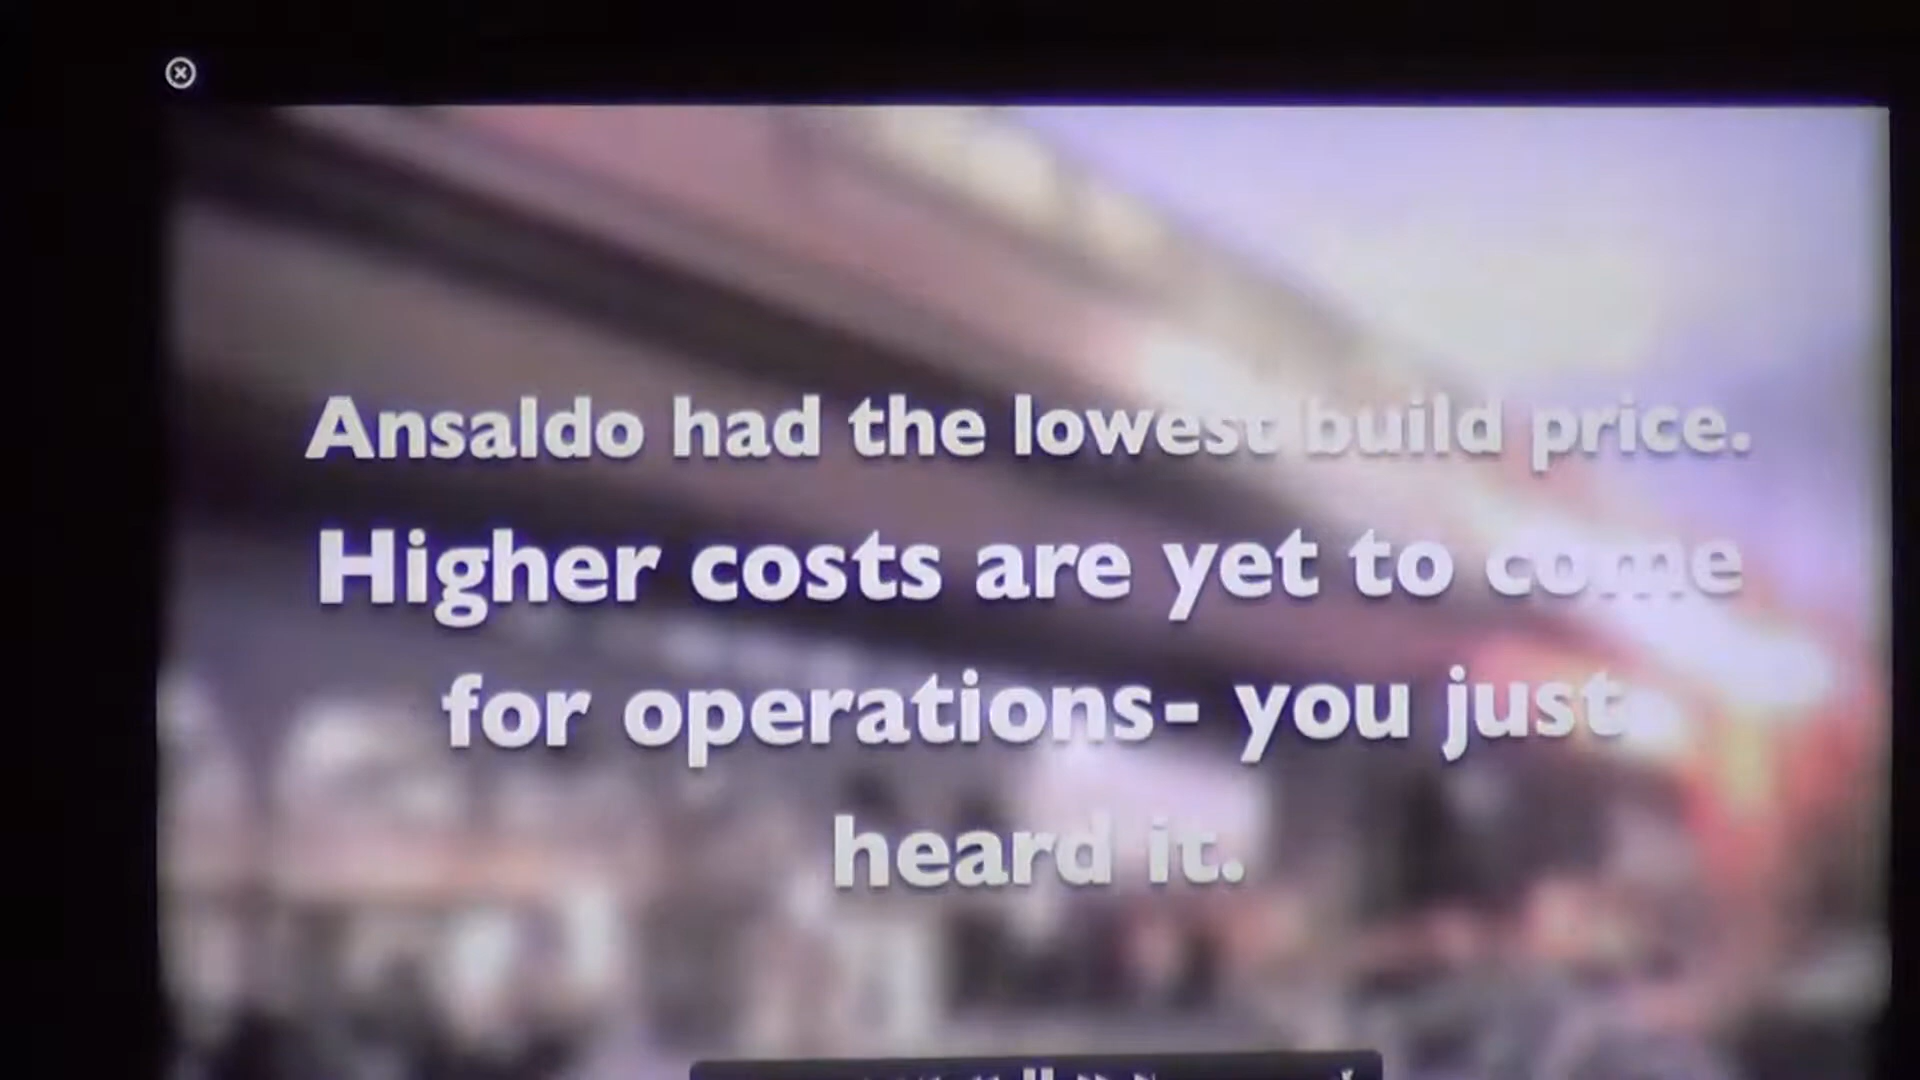 Ansaldo had the lowest build price.
Higher costs are yet to come
for operations- you just
heard it.